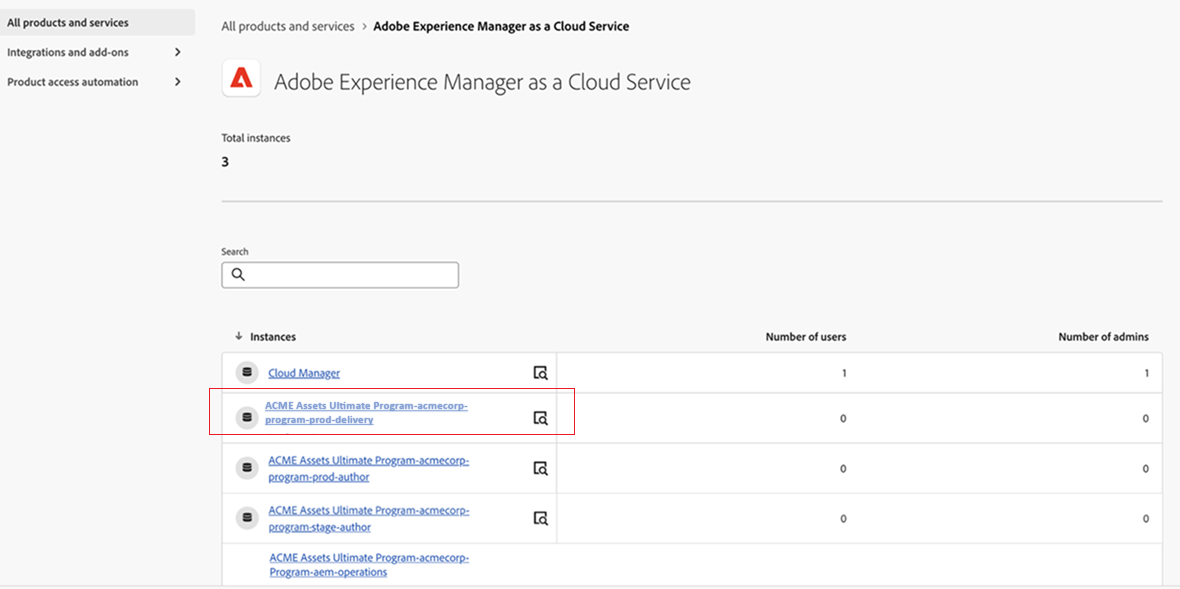 All products and services
Integrations and add-ons
Product access automation
All products and services > Adobe Experience Manager as a Cloud Service
Adobe Experience Manager as a Cloud Service
Total instances
3
Search
Instances Number of users Number of admins
Cloud Manager 1 1
ACME Assets Ultimate Program-acmecorp-
program-prod-delivery 0 0
ACME Assets Ultimate Program-acmecorp-
program-prod-author 0 0
ACME Assets Ultimate Program-acmecorp-
program-stage-author 0 0
ACME Assets Ultimate Program-acmecorp-
Program-aem-operations